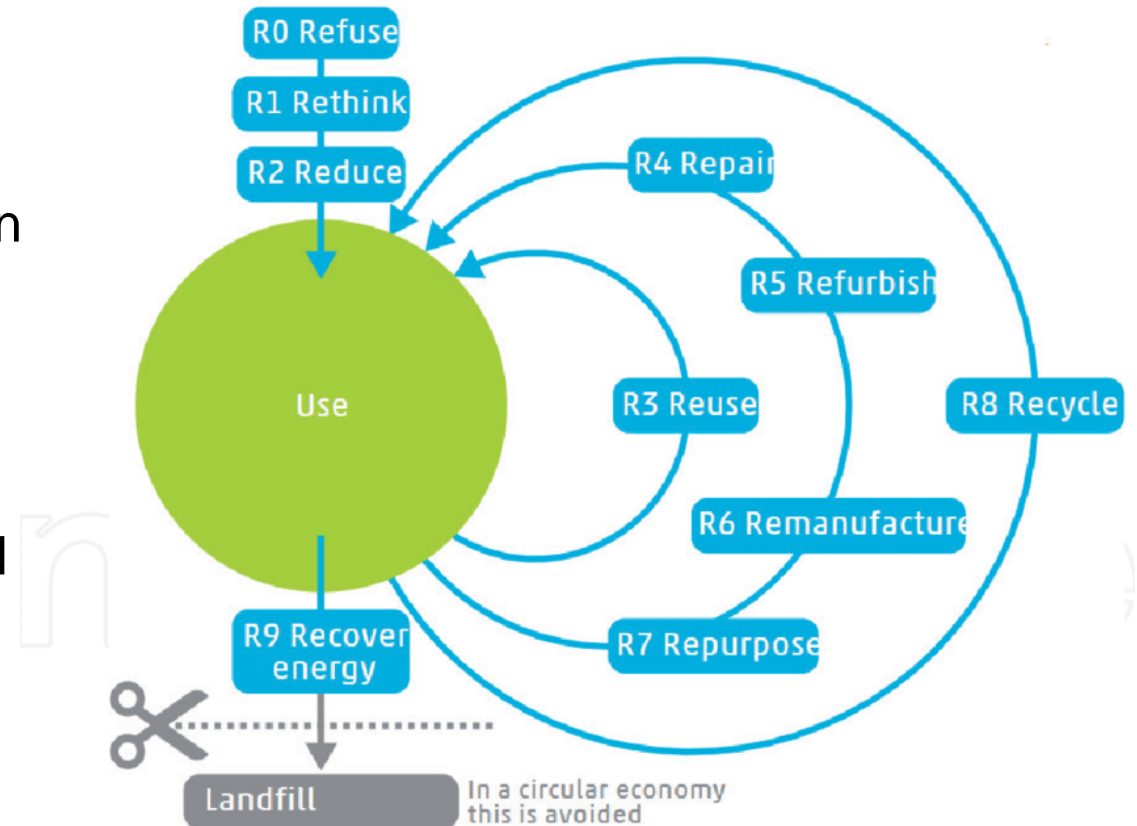 R0 Refuse
R1 Rethink
R2 Reduce
R4 Repair
n
R5 Refurbish
Use
R3 Reuse
R8 Recycle
R6 Remanufacture
R9 Recover
energy
R7 Repurpose
Landfill
In a circular economy
this is avoided